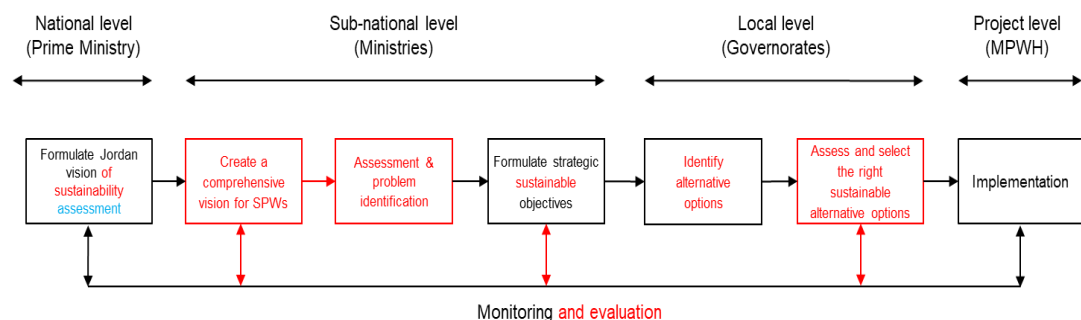 National level
(Prime Ministry)
Sub-national level
(Ministries)
Local level
(Governorates)
Project level
(MPWH)
Formulate Jordan
vision of
sustainability
assessment
Create a
comprehensive
vision for SPWs
Assessment &
problem
identification
Formulate strategic
sustainable
objectives
Identify
alternative
options
Assess and select
the right
sustainable
alternative options
Implementation
Monitoring and evaluation